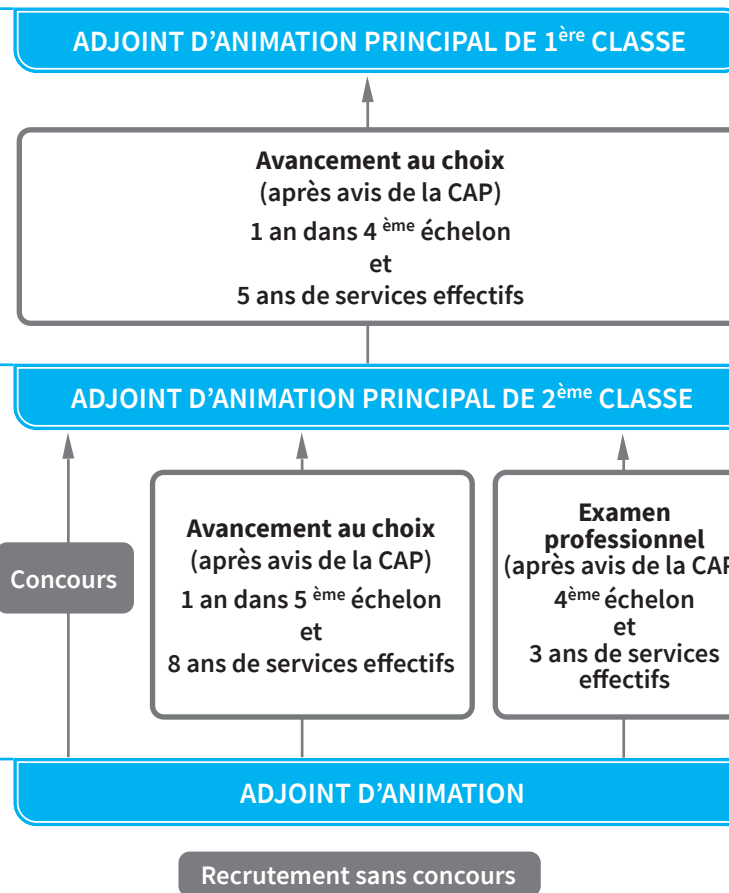 ADJOINT D’ANIMATION PRINCIPAL DE 1ère CLASSE
Avancement au choix
(après avis de la CAP)
1 an dans 4 ème échelon
et
5 ans de services effectifs
ADJOINT D’ANIMATION PRINCIPAL DE 2ème CLASSE
Concours
Avancement au choix
(après avis de la CAP)
1 an dans 5 ème échelon
et
8 ans de services effectifs
Examen
professionnel
(après avis de la CAP
4ème échelon
et
3 ans de services
effectifs
ADJOINT D’ANIMATION
Recrutement sans concours